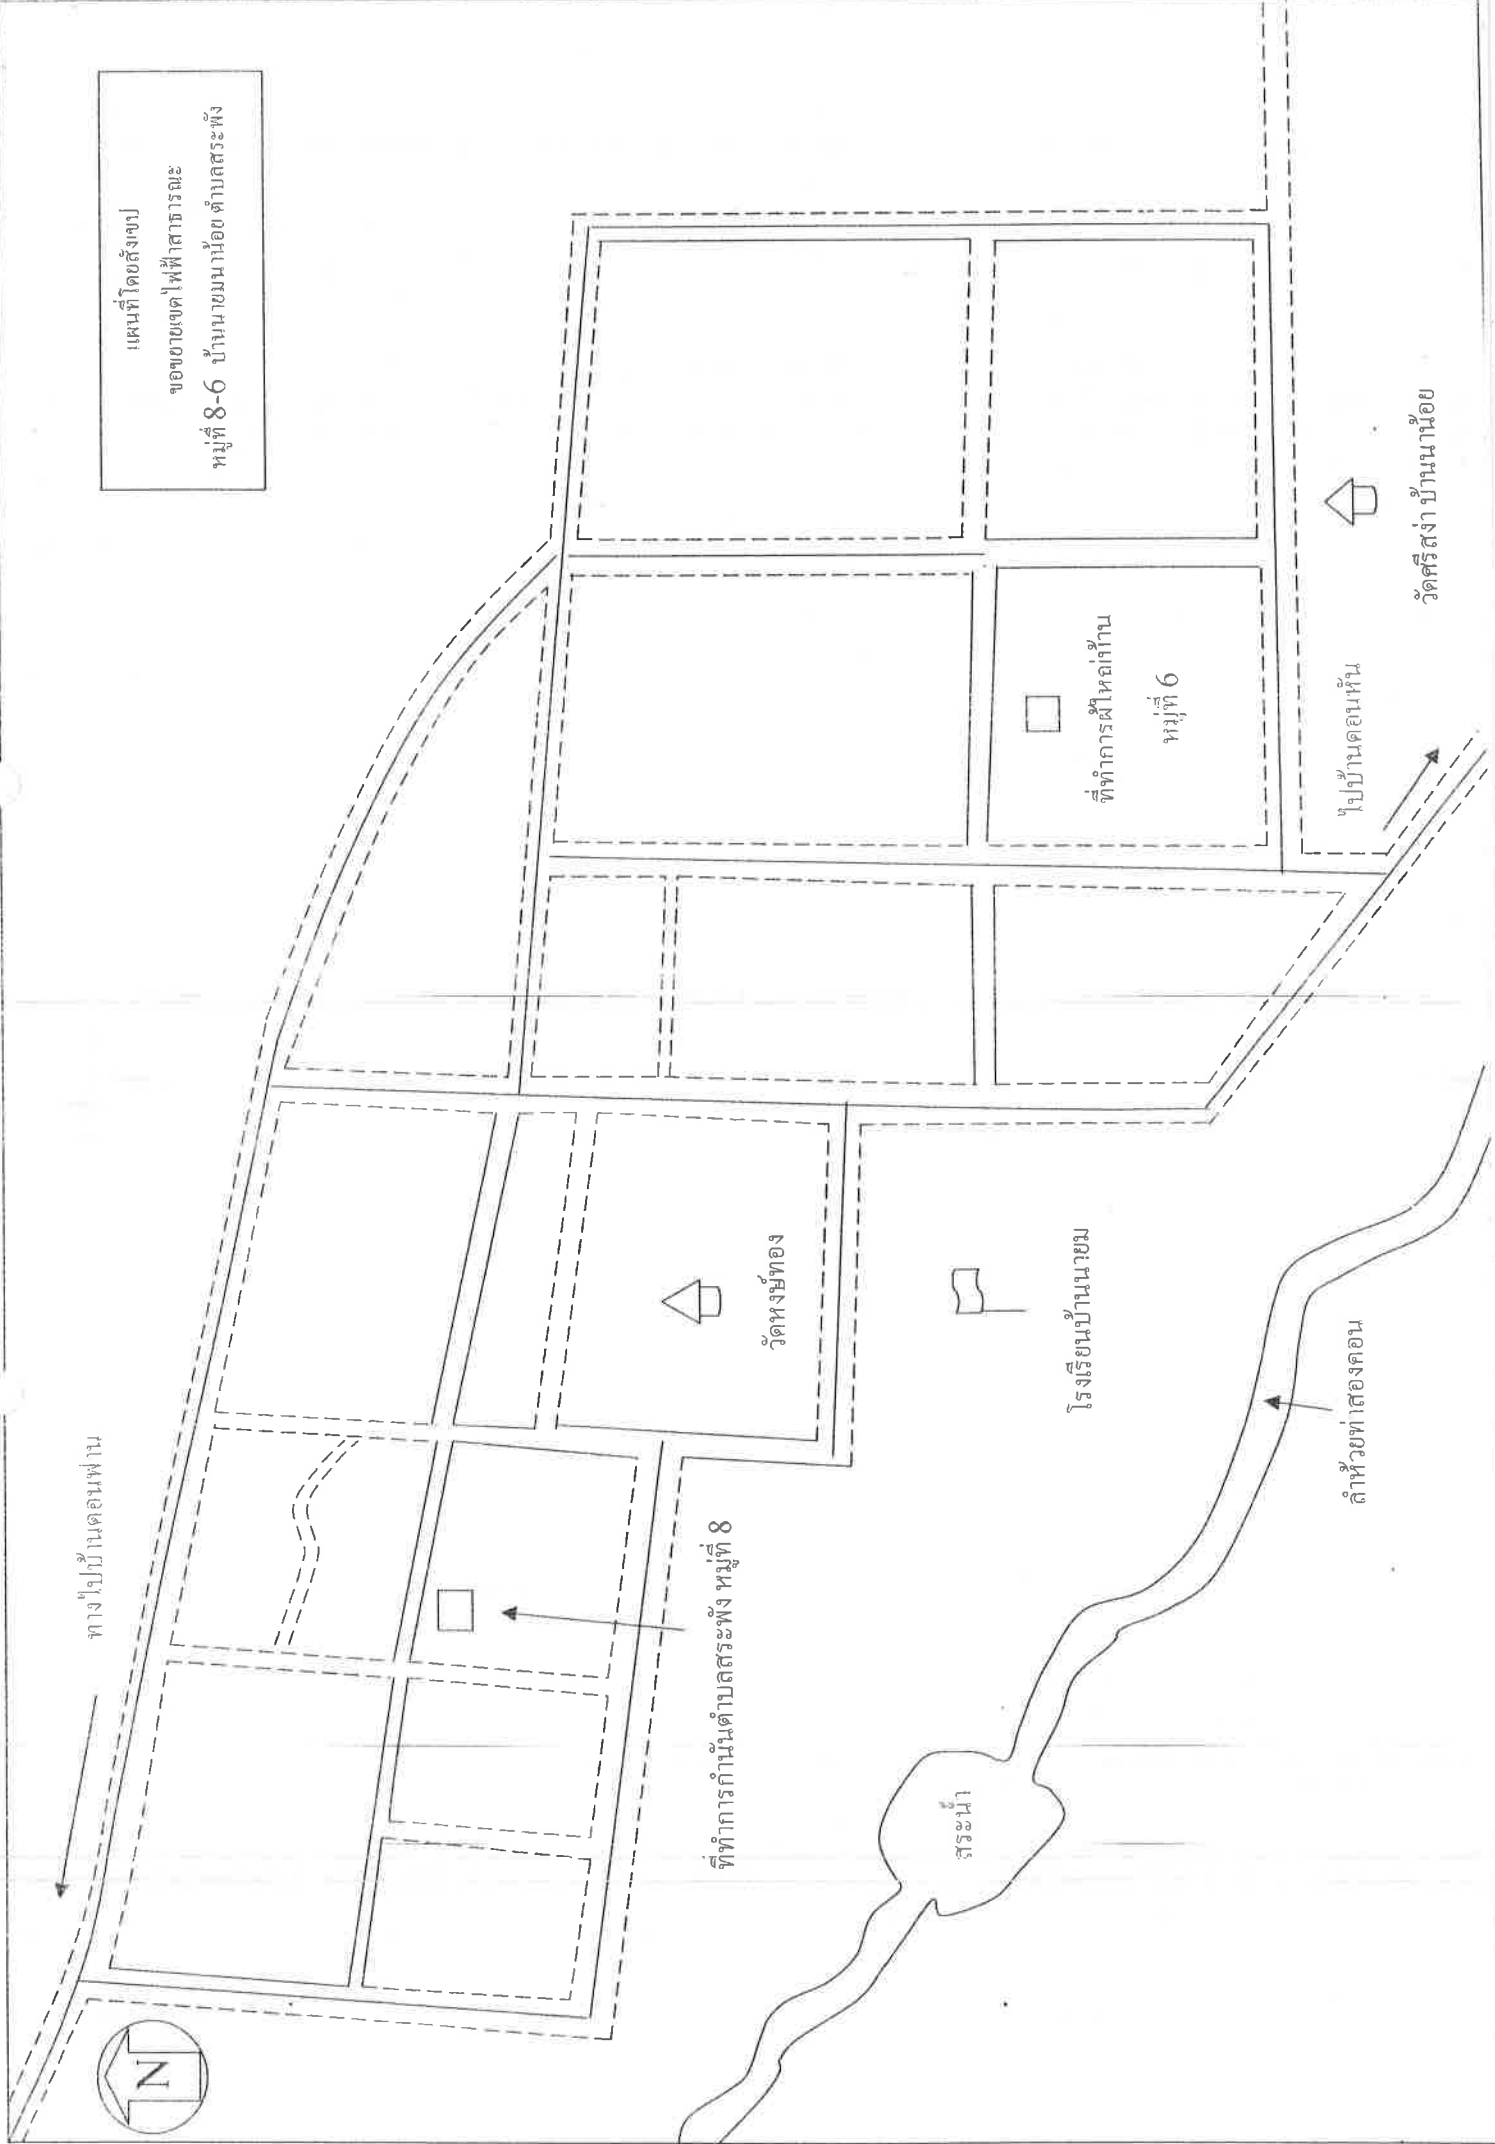 แผนที่โดยสังเขป
ขอขยายเขตไฟฟ้าสาธารณะ
หมู่ที่ 8-6 บ้านนายมนาน้อย ตำบลสระพัง
ทางไปบ้านดอนพ่าน
N
ที่ทำการกำนันตำบลสระพัง หมู่ที่ 8
วัดหงษ์ทอง
ที่ทำการผู้ใหญ่บ้าน
หมู่ที่ 6
โรงเรียนบ้านนายม
สระน้ำ
ลำห้วยท่าสองคอน
ไปบ้านดอนหัน
วัดศรีสง่า บ้านนาน้อย